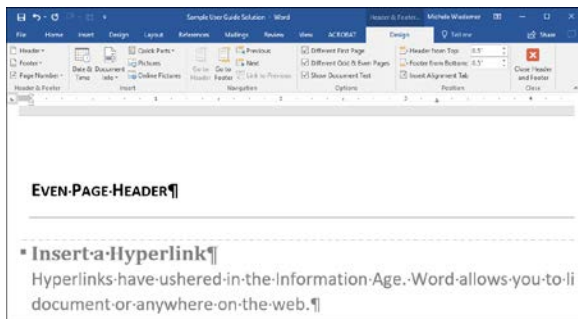 Sample User Guide Solution - Word
Header & Footer... Michele Wiedemer
File Home Insert Design Layout References Mailings Review View ACROBAT Design Tell me Share
Header Quick Parts Previous Different First Page Header from Top: 0.5"
Footer Date & Time Document Info Pictures Go to Header Go to Footer Next Different Odd & Even Pages Footer from Bottom: 0.5" Close Header and Footer
Page Number Online Pictures Link to Previous Show Document Text Insert Alignment Tab
Header & Footer Insert Navigation Options Position Close
EVEN·PAGE·HEADER¶
Insert·a·Hyperlink¶
Hyperlinks·have·ushered·in·the·Information·Age.·Word·allows·you·to·li
document·or·anywhere·on·the·web.¶